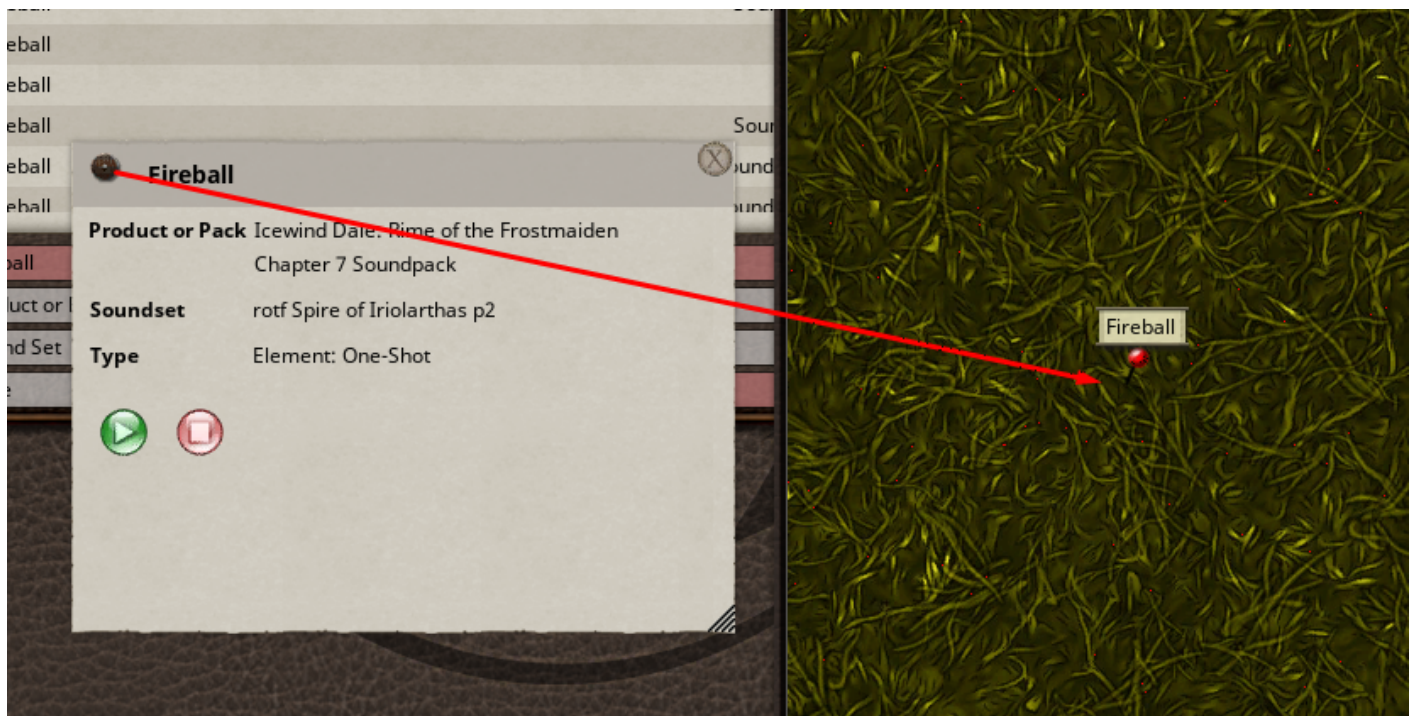 eball
eball
eball
Soun
eball
ound
eball
ound
Fireball
X
Product or Pack Icewind Dale: Rime of the Frostmaiden
Chapter 7 Soundpack
Soundset rotf Spire of Iriolarthas p2
Type Element: One-Shot
ball
duct or
nd Set
Fireball